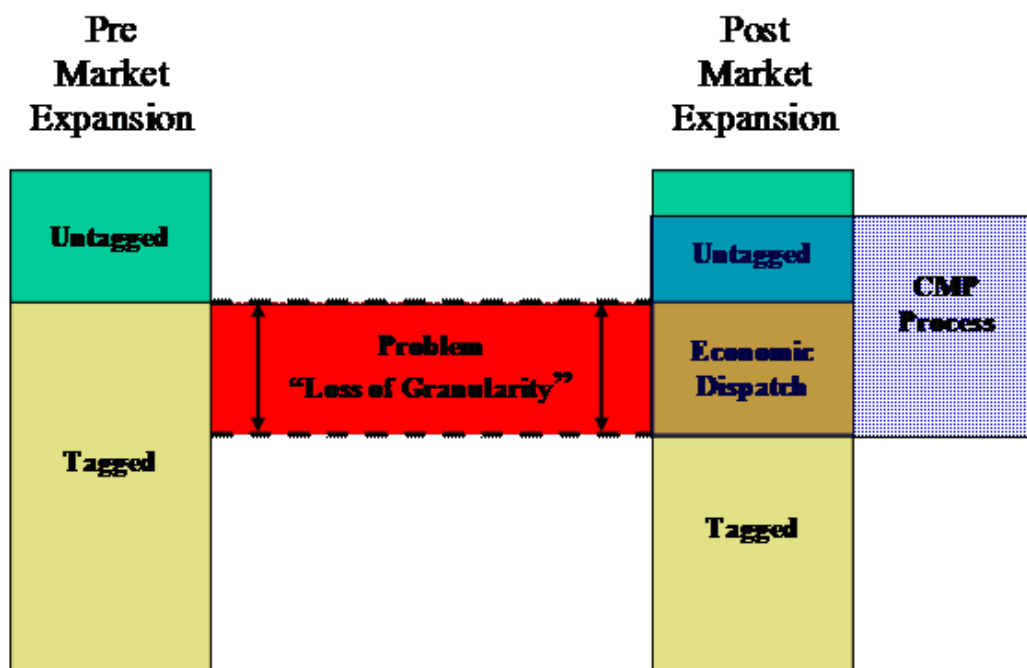 Pre
Market
Expansion
Post
Market
Expansion
Untagged
Untagged
CMP
Process
Problem
“Loss of Granularity”
Economic
Dispatch
Tagged
Tagged